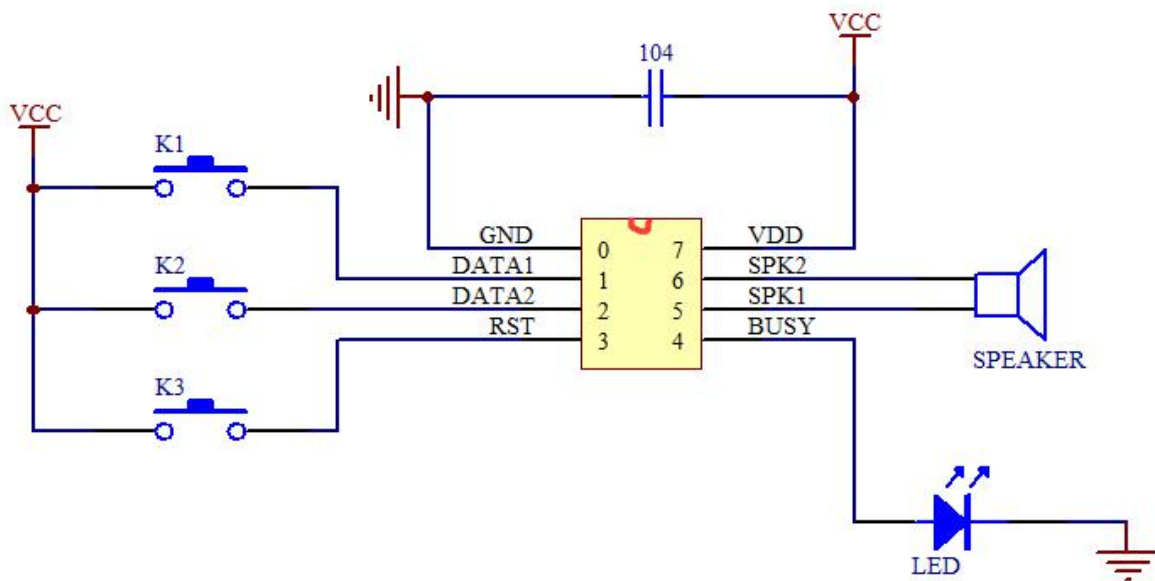 VCC
104
VCC
K1
GND 0 7 VDD
DATA1 1 6 SPK2
K2
DATA2 2 5 SPK1
RST 3 4 BUSY
SPEAKER
K3
LED